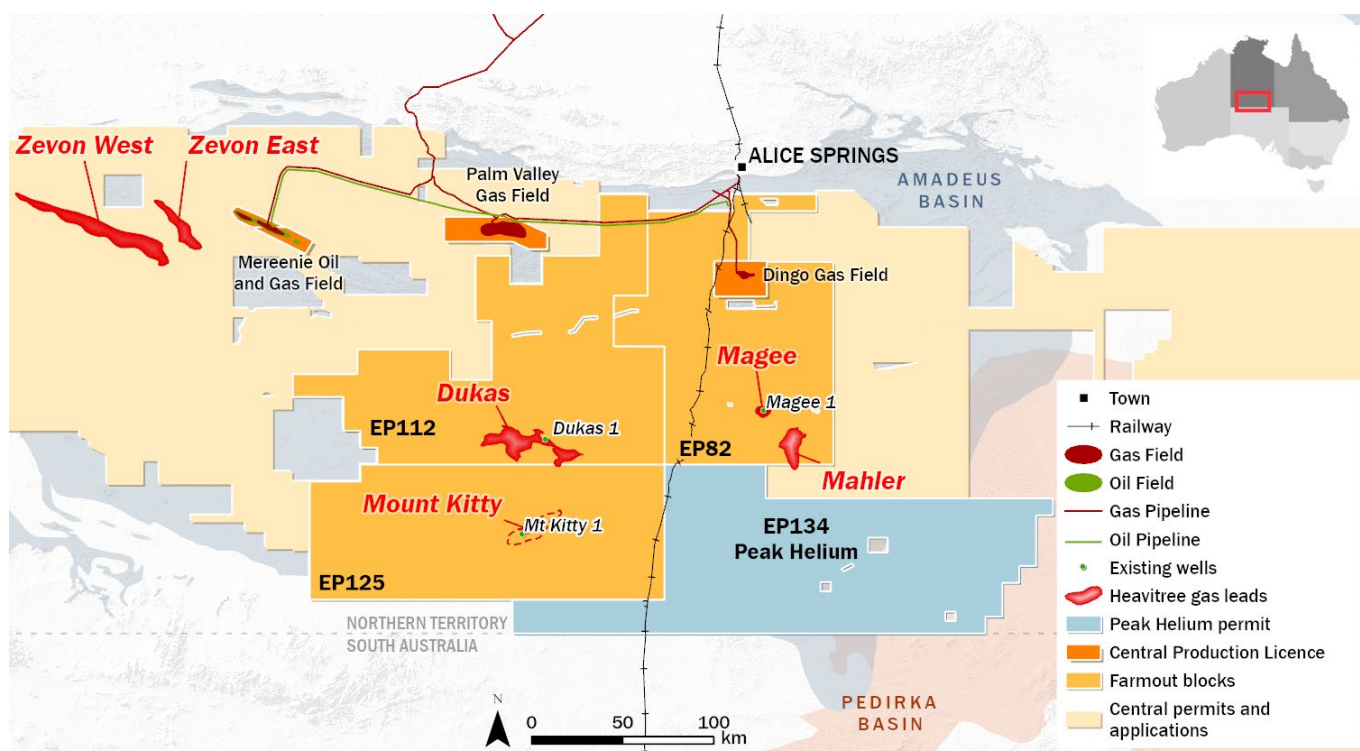 Zevon West
Zevon East
ALICE SPRINGS
Palm Valley
Gas Field
AMADEUS
BASIN
Mereenie Oil
and Gas Field
Dingo Gas Field
Magee
Magee 1
Dukas
Dukas 1
EP112
EP82
Mahler
Mount Kitty
Mt Kitty 1
EP134
Peak Helium
EP125
NORTHERN TERRITORY
SOUTH AUSTRALIA
PEDIRKA
BASIN
N
0 50 100
km
Town
Railway
Gas Field
Oil Field
Gas Pipeline
Oil Pipeline
Existing wells
Heavitree gas leads
Peak Helium permit
Central Production Licence
Farmout blocks
Central permits and
applications